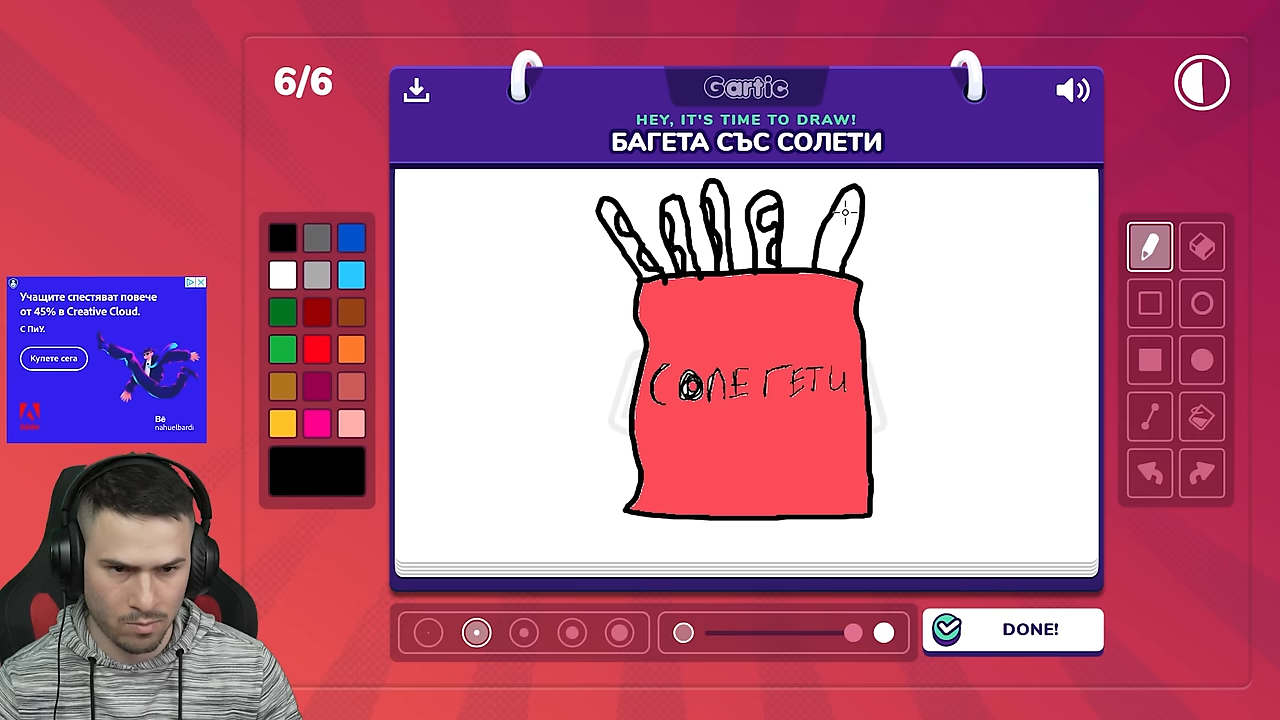 6/6
Gartic
HEY, IT'S TIME TO DRAW!
БАГЕТА СЪС СОЛЕТИ
Учащите спестяват повече
от 45% в Creative Cloud.
С ПиУ.
Купете сега
Bē
nahuelbardi
СОЛЕГЕТИ
DONE!